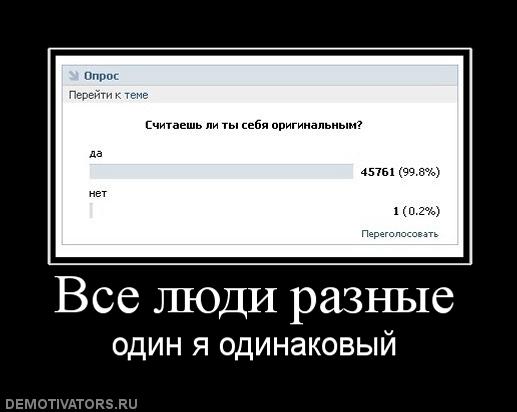 Опрос
Перейти к теме
Считаешь ли ты себя оригинальным?
да
45761 (99.8%)
нет
1 (0.2%)
Переголосовать
Все люди разные
один я одинаковый
DEMOTIVATORS.RU